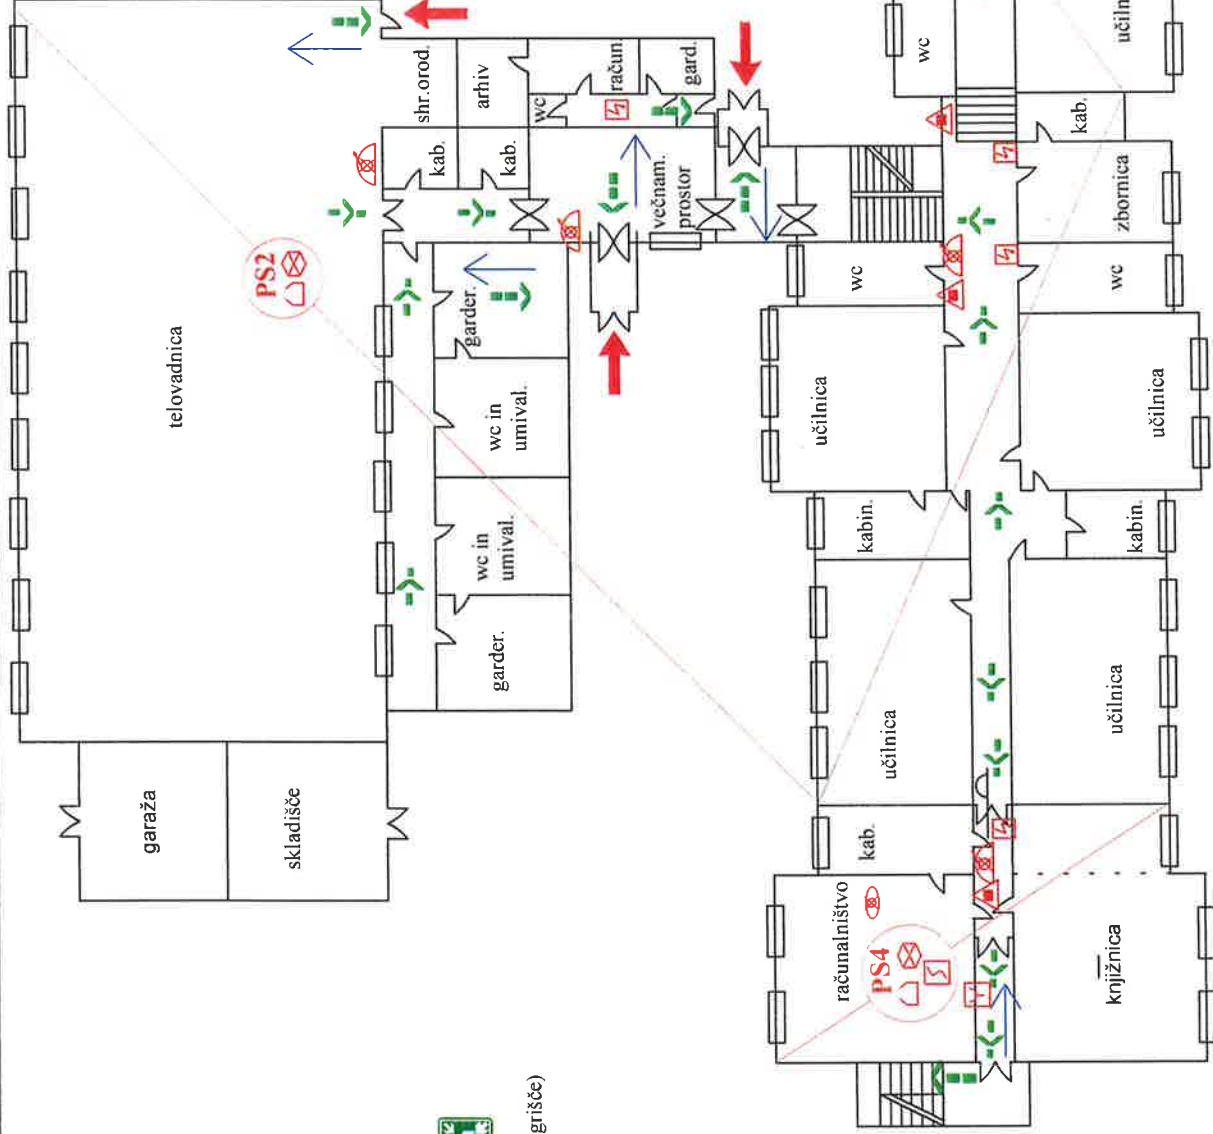 wc
učiln
shr.orod.
arhiv
račun.
gard.
wc
kab.
kab.
kab.
večnam.
prostor
zbornica
PS2
telovadnica
garder.
wc
wc
wc in
umival.
učilnica
učilnica
wc in
umival.
kabin.
kabin.
garder.
učilnica
učilnica
garaža
skladišče
kab.
računalništvo
PS4
knjižnica
grišče)